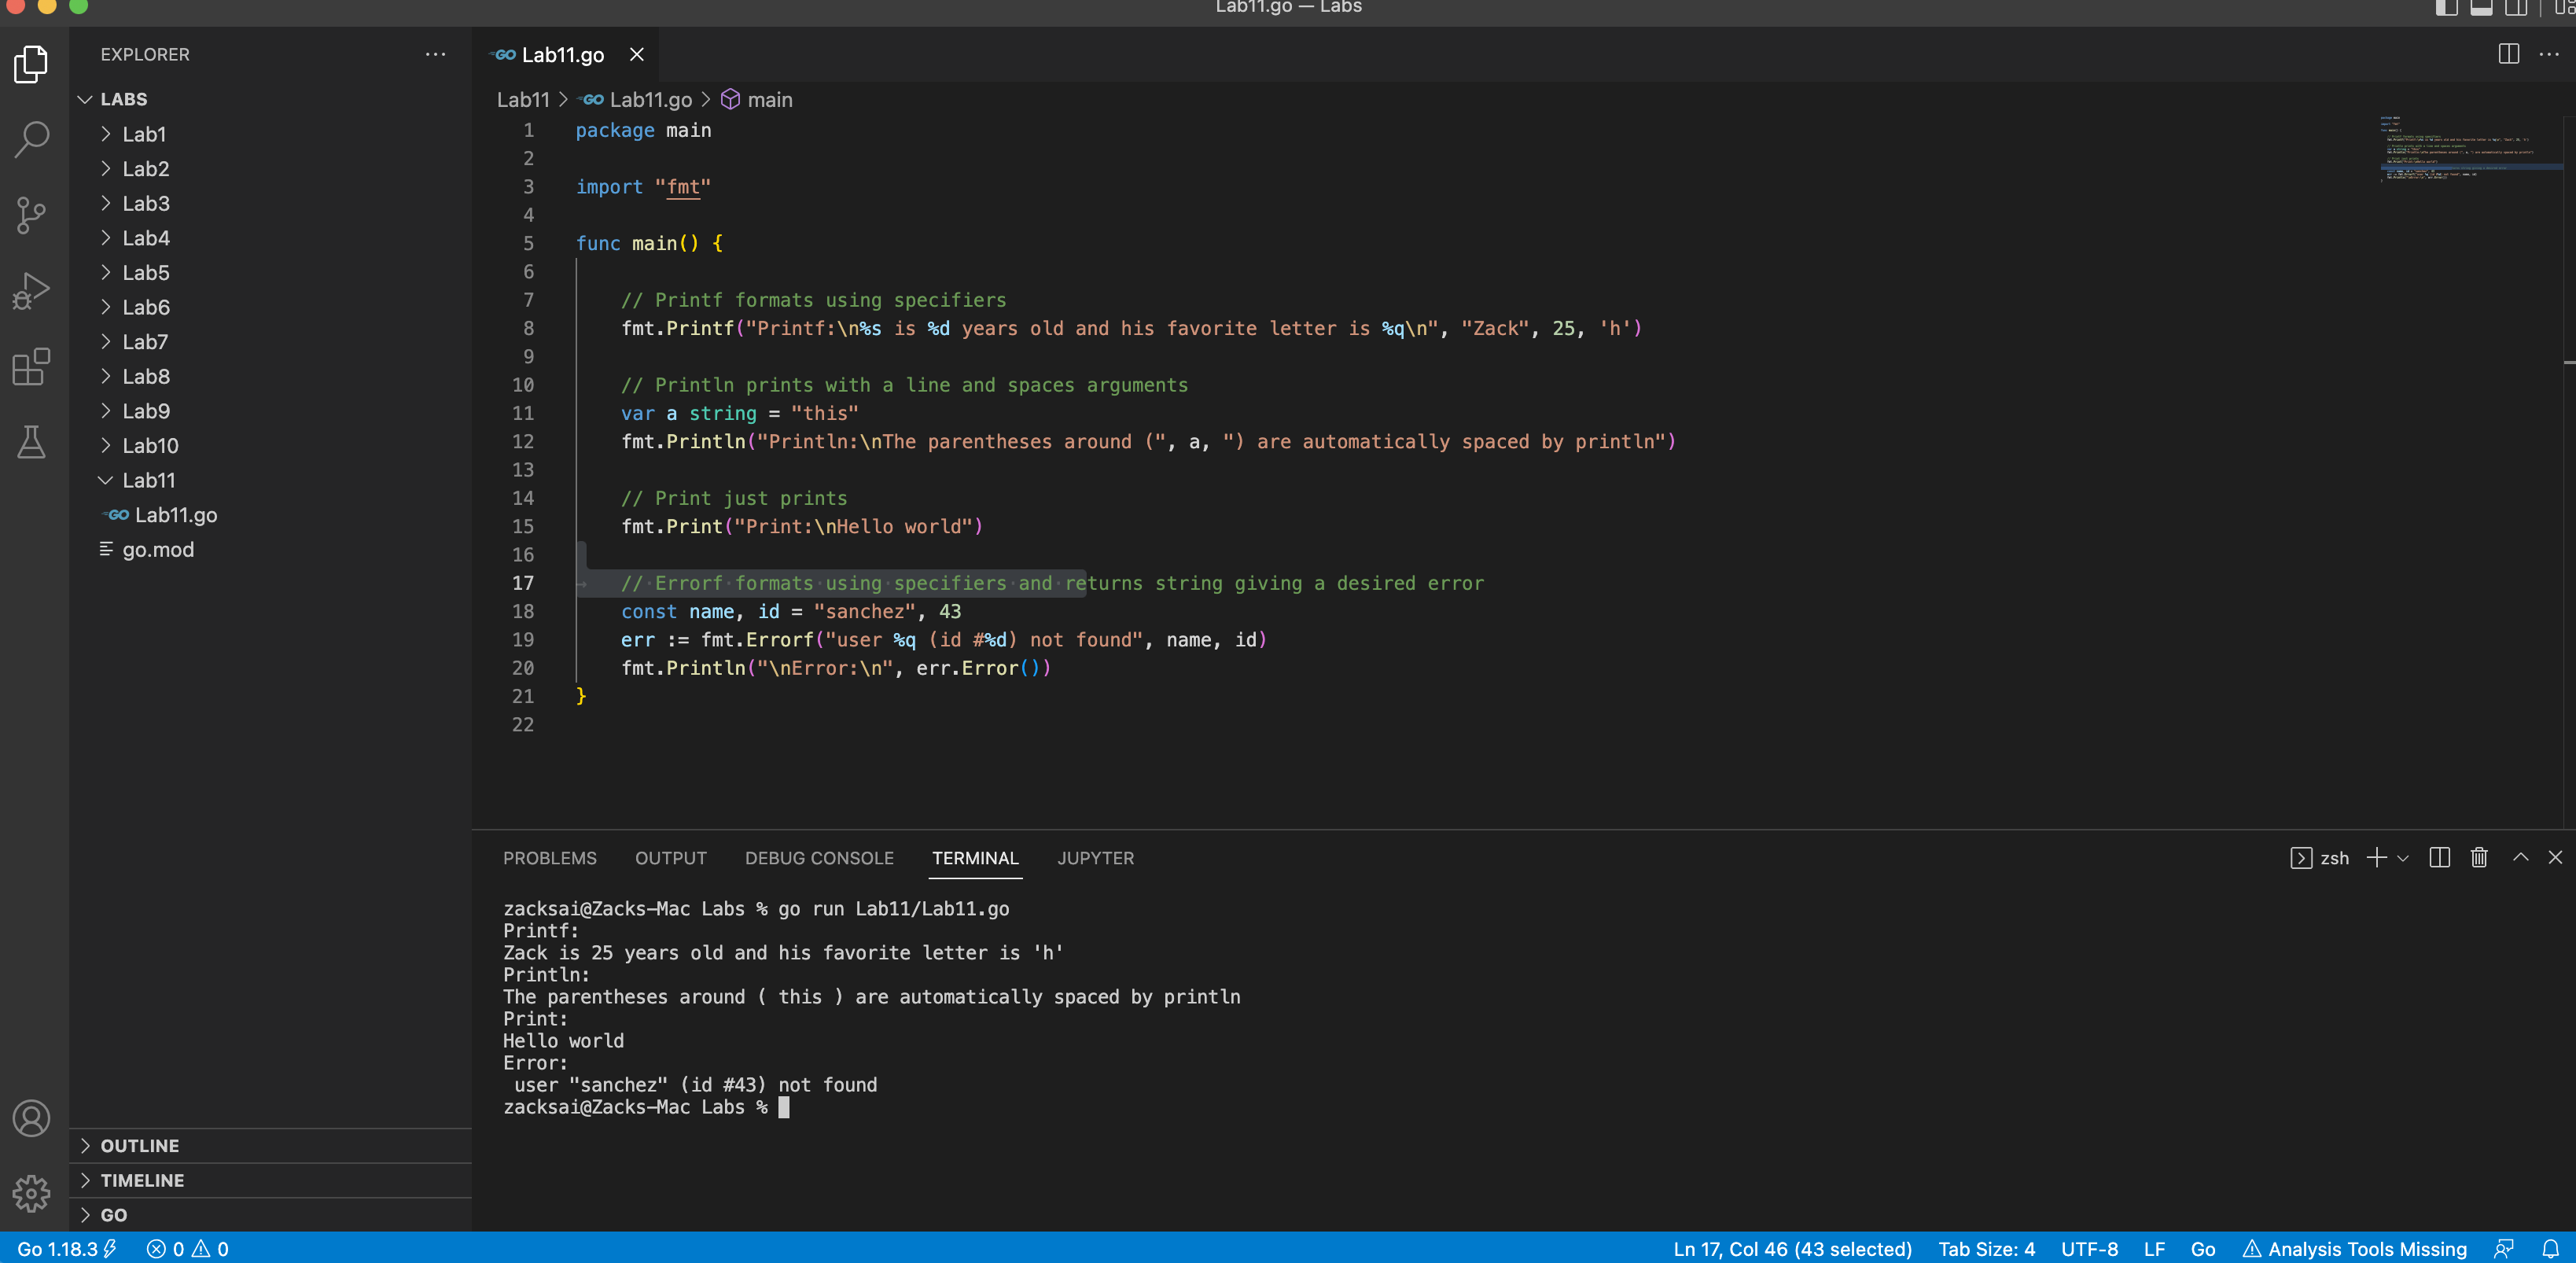 Lab11.go — Labs
EXPLORER
LABS
Lab1
Lab2
Lab3
Lab4
Lab5
Lab6
Lab7
Lab8
Lab9
Lab10
Lab11
GO Lab11.go
go.mod
OUTLINE
TIMELINE
GO
GO Lab11.go
Lab11 > GO Lab11.go > main
1 package main
2
3 import "fmt"
4
5 func main() {
6
7 // Printf formats using specifiers
8 fmt.Printf("Printf:\n%s is %d years old and his favorite letter is %q\n", "Zack", 25, 'h')
9
10 // Println prints with a line and spaces arguments
11 var a string = "this"
12 fmt.Println("Println:\nThe parentheses around (", a, ") are automatically spaced by println")
13
14 // Print just prints
15 fmt.Print("Print:\nHello world")
16
17 // Errorf formats using specifiers and returns string giving a desired error
18 const name, id = "sanchez", 43
19 err := fmt.Errorf("user %q (id #%d) not found", name, id)
20 fmt.Println("\nError:\n", err.Error())
21 }
22
PROBLEMS OUTPUT DEBUG CONSOLE TERMINAL JUPYTER
zsh
zacksai@Zacks-Mac Labs % go run Lab11/Lab11.go
Printf:
Zack is 25 years old and his favorite letter is 'h'
Println:
The parentheses around ( this ) are automatically spaced by println
Print:
Hello world
Error:
 user "sanchez" (id #43) not found
zacksai@Zacks-Mac Labs %
Go 1.18.3 0 0 Ln 17, Col 46 (43 selected) Tab Size: 4 UTF-8 LF Go Analysis Tools Missing